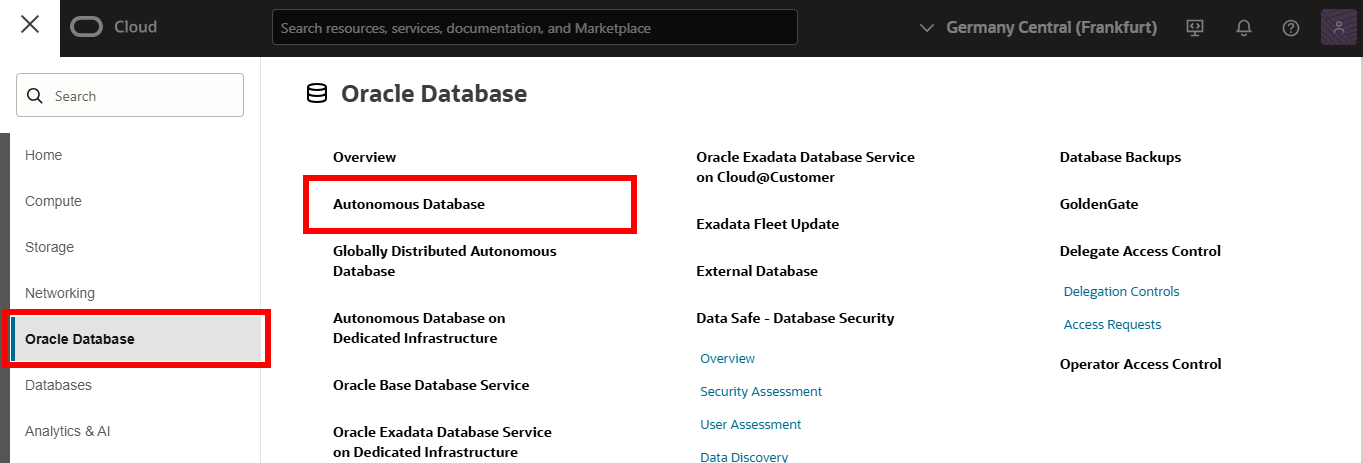 Cloud
Search resources, services, documentation, and Marketplace
Germany Central (Frankfurt)
Search
Home
Compute
Storage
Networking
Oracle Database
Databases
Analytics & AI
Oracle Database
Overview
Autonomous Database
Globally Distributed Autonomous
Database
Autonomous Database on
Dedicated Infrastructure
Oracle Base Database Service
Oracle Exadata Database Service
on Dedicated Infrastructure
Oracle Exadata Database Service
on Cloud@Customer
Exadata Fleet Update
External Database
Data Safe - Database Security
Overview
Security Assessment
User Assessment
Data Discovery
Database Backups
GoldenGate
Delegate Access Control
Delegation Controls
Access Requests
Operator Access Control